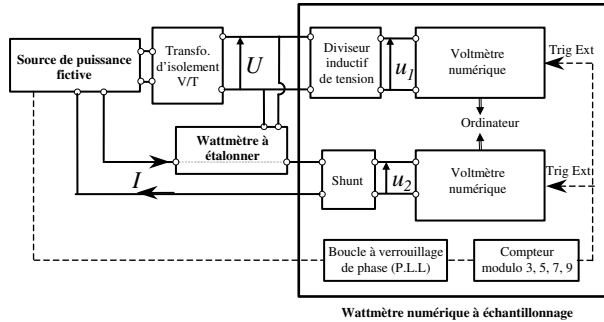 Source de puissance
fictive
Transfo.
d'isolement
V/T
U
Diviseur
inductif
de tension
u1
Voltmètre
numérique
Trig Ext
Ordinateur
Wattmètre à
étalonner
I
Shunt
u2
Voltmètre
numérique
Trig Ext
Boucle à verrouillage
de phase (P.L.L)
Compteur
modulo 3, 5, 7, 9
Wattmètre numérique à échantillonnage